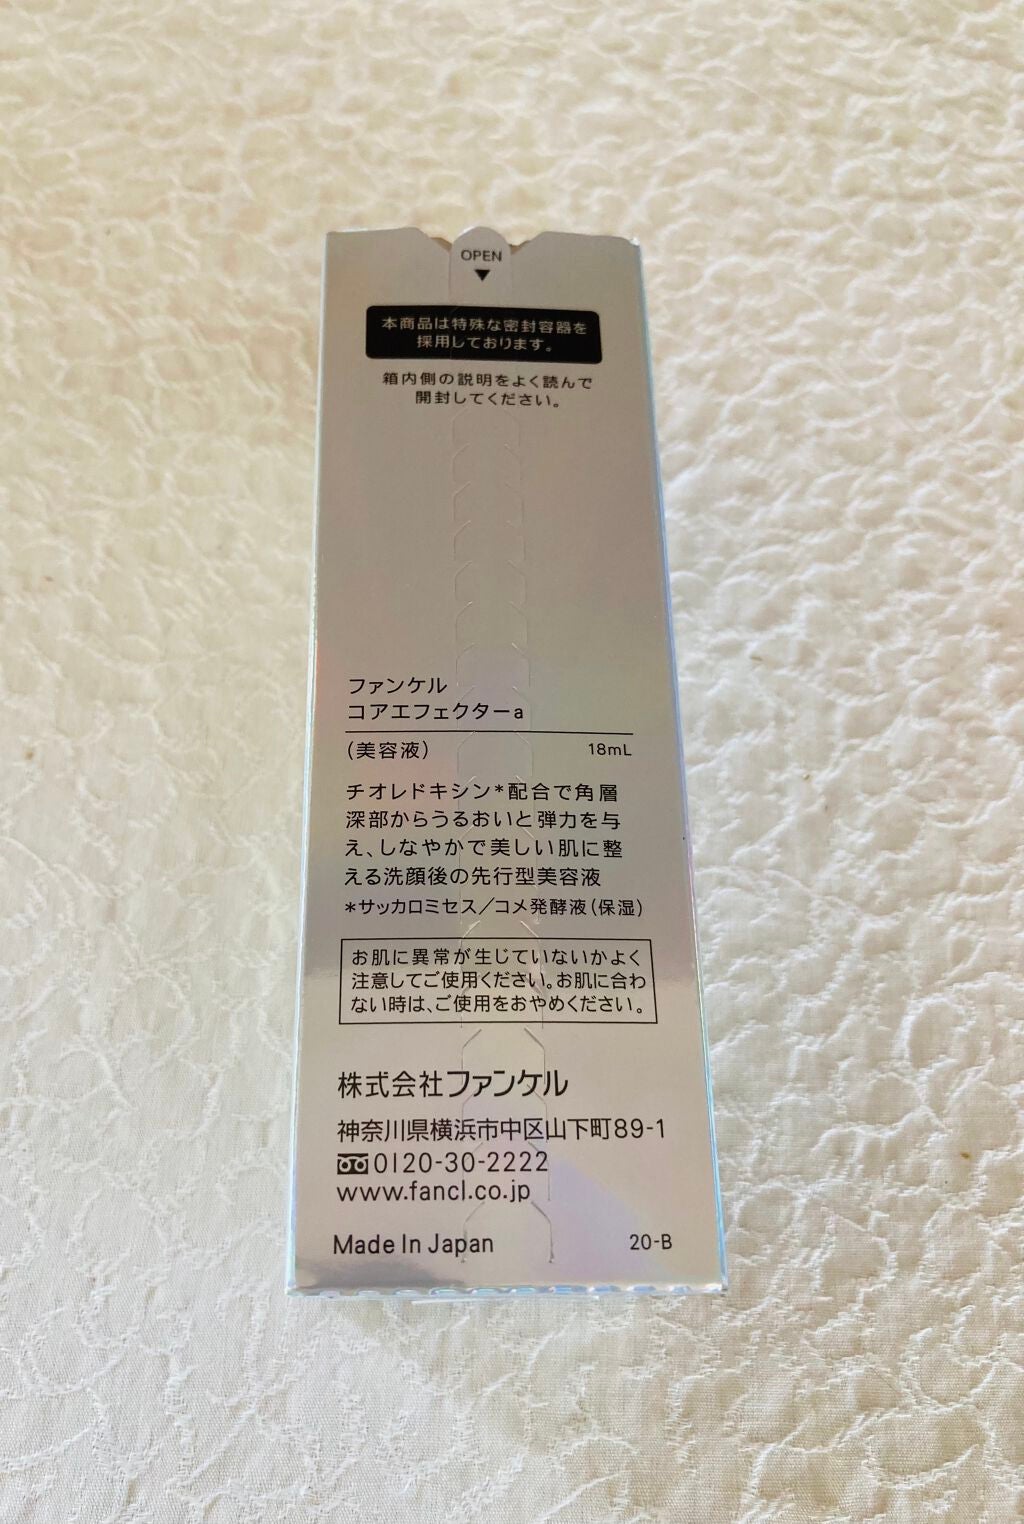 OPEN
本商品は特殊な密封容器を
採用しております。
箱内側の説明をよく読んで
開封してください。
ファンケル
コアエフェクターa
(美容液) 18mL
チオレドキシン*配合で角層
深部からうるおいと弾力を与
え、しなやかで美しい肌に整
える洗顔後の先行型美容液
*サッカロミセス/コメ発酵液(保湿)
お肌に異常が生じていないかよく
注意してご使用ください。お肌に合わ
ない時は、ご使用をおやめください。
株式会社ファンケル
神奈川県横浜市中区山下町89-1
0120-30-2222
www.fancl.co.jp
Made In Japan 20-B